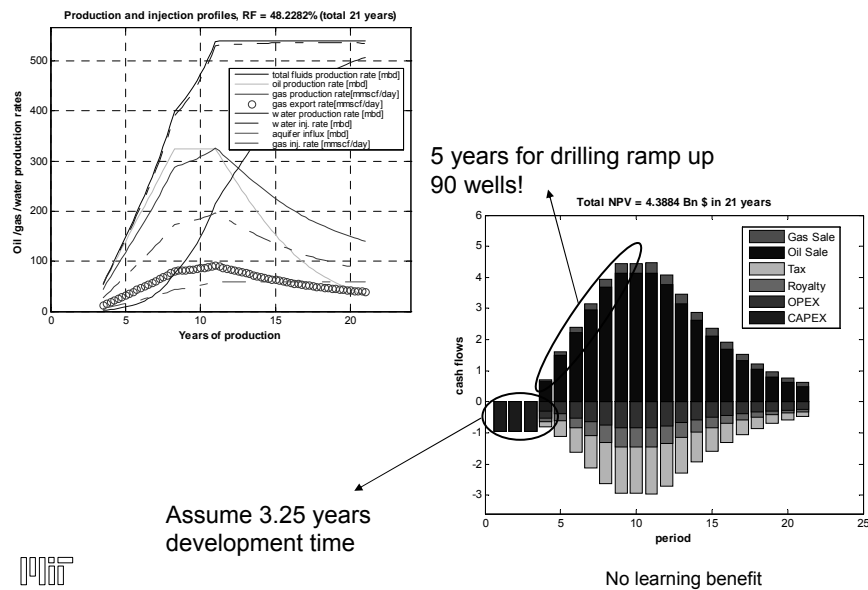 Production and injection profiles, RF = 48.2282% (total 21 years)
500
400
300
200
100
0
0
5
10
15
20
Oil /gas /water production rates
Years of production
total fluids production rate [mbd]
oil production rate [mbd]
gas production rate[mmscf/day]
gas export rate[mmscf/day]
water production rate [mbd]
water inj. rate [mbd]
aquifer influx [mbd]
gas inj. rate [mmscf/day]
5 years for drilling ramp up
90 wells!
Total NPV = 4.3884 Bn $ in 21 years
6
5
4
3
2
1
0
-1
-2
-3
0
5
10
15
20
25
cash flows
period
Gas Sale
Oil Sale
Tax
Royalty
OPEX
CAPEX
Assume 3.25 years
development time
No learning benefit
MIT